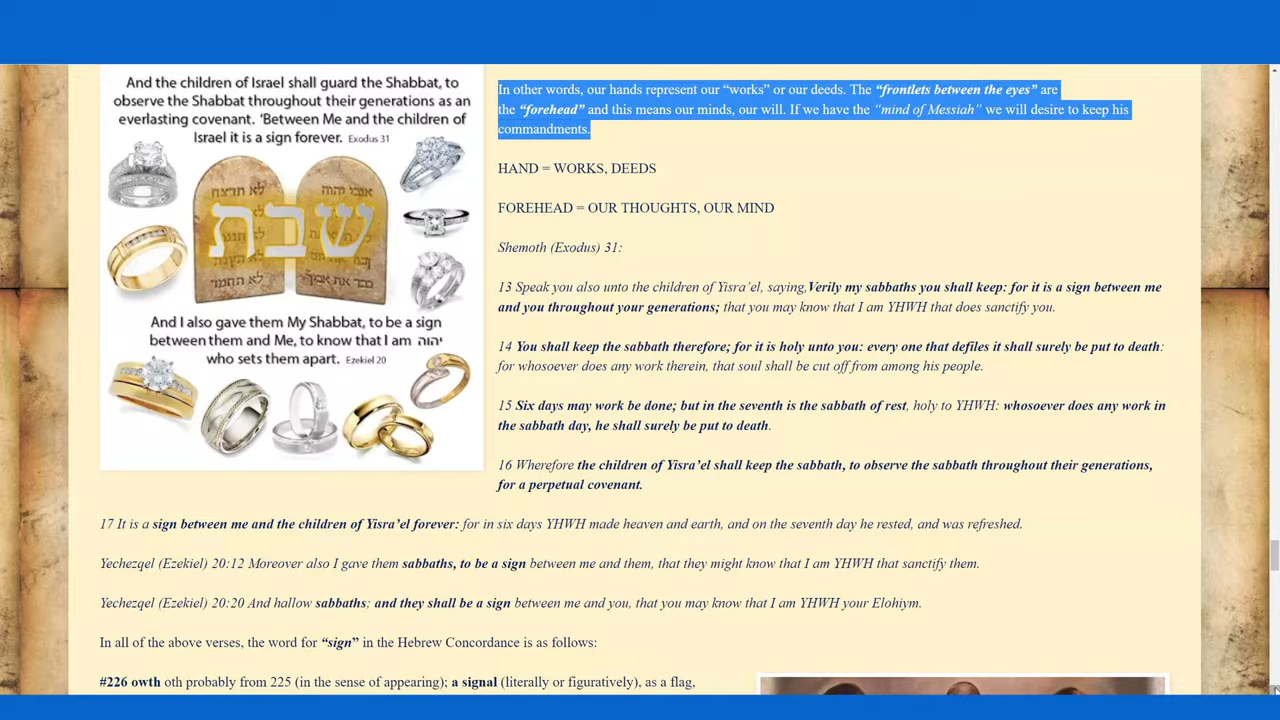 And the children of Israel shall guard the Shabbat, to
observe the Shabbat throughout their generations as an
everlasting covenant. 'Between Me and the children of
Israel it is a sign forever. Exodus 31
לא תרצח
אנכי יהוה
שבת
לא תחמד
כבד את אביך
And I also gave them My Shabbat, to be a sign
between them and Me, to know that I am יהוה
who sets them apart. Ezekiel 20
In other words, our hands represent our “works” or our deeds. The “frontlets between the eyes” are
the “forehead” and this means our minds, our will. If we have the “mind of Messiah” we will desire to keep his
commandments.
HAND = WORKS, DEEDS
FOREHEAD = OUR THOUGHTS, OUR MIND
Shemoth (Exodus) 31:
13 Speak you also unto the children of Yisra’el, saying,Verily my sabbaths you shall keep: for it is a sign between me
and you throughout your generations; that you may know that I am YHWH that does sanctify you.
14 You shall keep the sabbath therefore; for it is holy unto you: every one that defiles it shall surely be put to death:
for whosoever does any work therein, that soul shall be cut off from among his people.
15 Six days may work be done; but in the seventh is the sabbath of rest, holy to YHWH: whosoever does any work in
the sabbath day, he shall surely be put to death.
16 Wherefore the children of Yisra’el shall keep the sabbath, to observe the sabbath throughout their generations,
for a perpetual covenant.
17 It is a sign between me and the children of Yisra’el forever: for in six days YHWH made heaven and earth, and on the seventh day he rested, and was refreshed.
Yechezqel (Ezekiel) 20:12 Moreover also I gave them sabbaths, to be a sign between me and them, that they might know that I am YHWH that sanctify them.
Yechezqel (Ezekiel) 20:20 And hallow sabbaths; and they shall be a sign between me and you, that you may know that I am YHWH your Elohiym.
In all of the above verses, the word for “sign” in the Hebrew Concordance is as follows:
#226 owth oth probably from 225 (in the sense of appearing); a signal (literally or figuratively), as a flag,